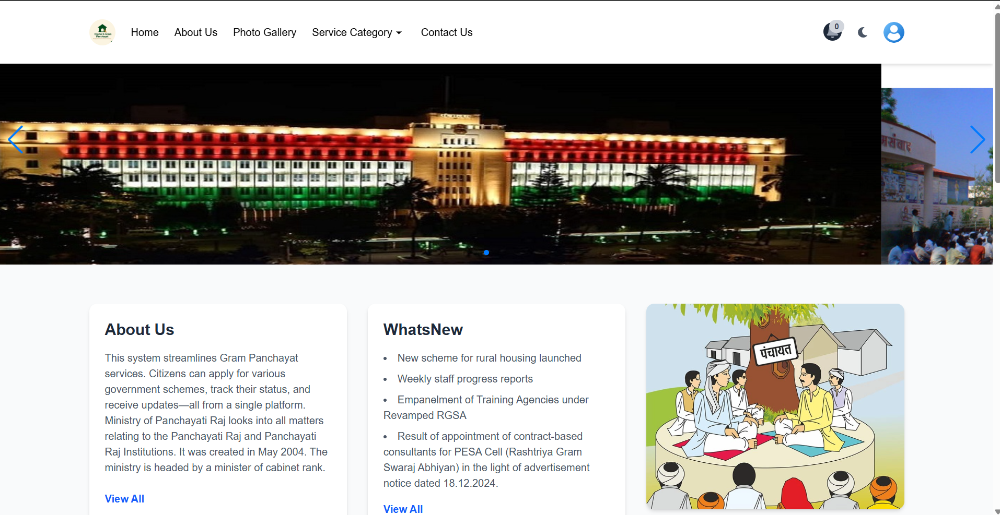 Digital E-Gram
Panchayat
Home
About Us
Photo Gallery
Service Category
Contact Us
0
About Us
This system streamlines Gram Panchayat
services. Citizens can apply for various
government schemes, track their status, and
receive updates—all from a single platform.
Ministry of Panchayati Raj looks into all matters
relating to the Panchayati Raj and Panchayati
Raj Institutions. It was created in May 2004. The
ministry is headed by a minister of cabinet rank.
View All
WhatsNew
• New scheme for rural housing launched
• Weekly staff progress reports
• Empanelment of Training Agencies under
Revamped RGSA
• Result of appointment of contract-based
consultants for PESA Cell (Rashtriya Gram
Swaraj Abhiyan) in the light of advertisement
notice dated 18.12.2024.
View All
पंचायत